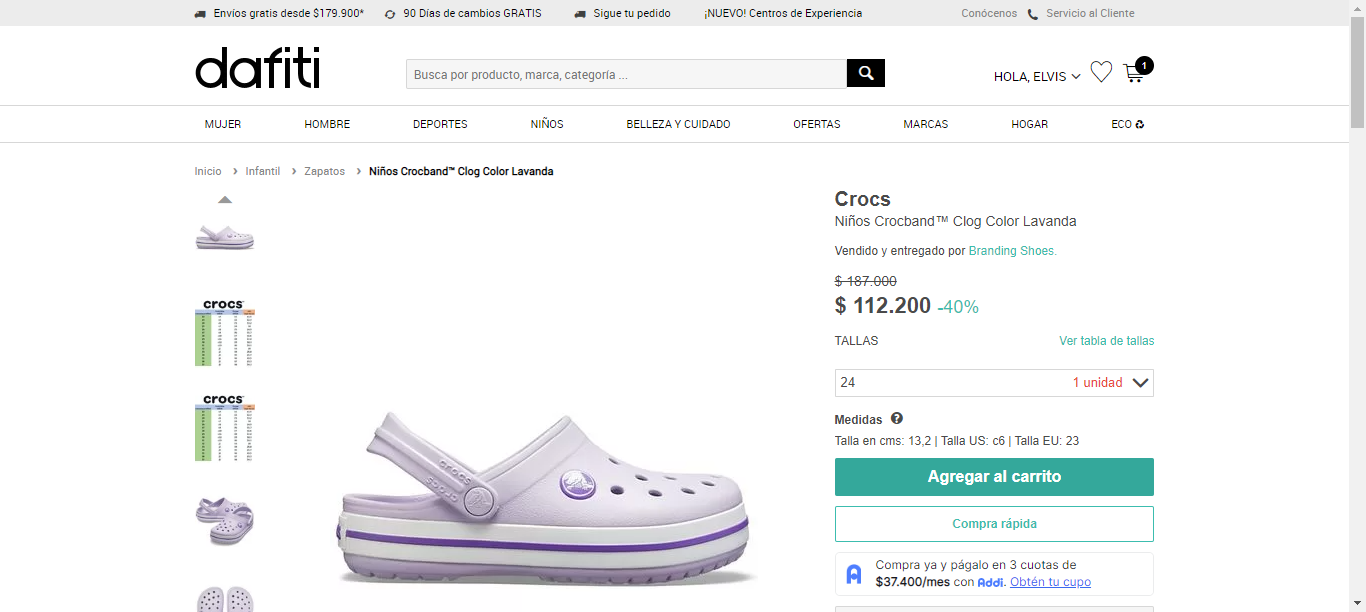 Envíos gratis desde $179.900* 90 Días de cambios GRATIS Sigue tu pedido ¡NUEVO! Centros de Experiencia Conócenos Servicio al Cliente
dafiti
Busca por producto, marca, categoría ...
HOLA, ELVIS
1
MUJER HOMBRE DEPORTES NIÑOS BELLEZA Y CUIDADO OFERTAS MARCAS HOGAR ECO
Inicio > Infantil > Zapatos > Niños Crocband™ Clog Color Lavanda
crocs
crocs
crocs
crocs
Crocs
Niños Crocband™ Clog Color Lavanda
Vendido y entregado por Branding Shoes.
$ 187.000
$ 112.200 -40%
TALLAS Ver tabla de tallas
24 1 unidad
Medidas ?
Talla en cms: 13,2 | Talla US: c6 | Talla EU: 23
Agregar al carrito
Compra rápida
Compra ya y págalo en 3 cuotas de
$37.400/mes con Addi. Obtén tu cupo